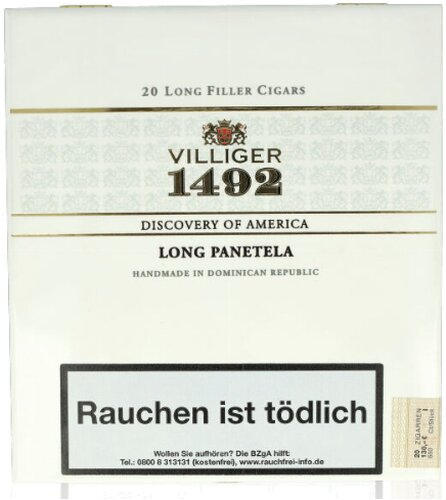 20 Long Filler Cigars
VILLIGER
1492
DISCOVERY OF AMERICA
LONG PANETELA
HANDMADE IN DOMINICAN REPUBLIC
Rauchen ist tödlich
Wollen Sie aufhören? Die BZgA hilft:
Tel.: 0800 8 313131 (kostenfrei), www.rauchfrei-info.de
20 ZIGARREN
130,-€